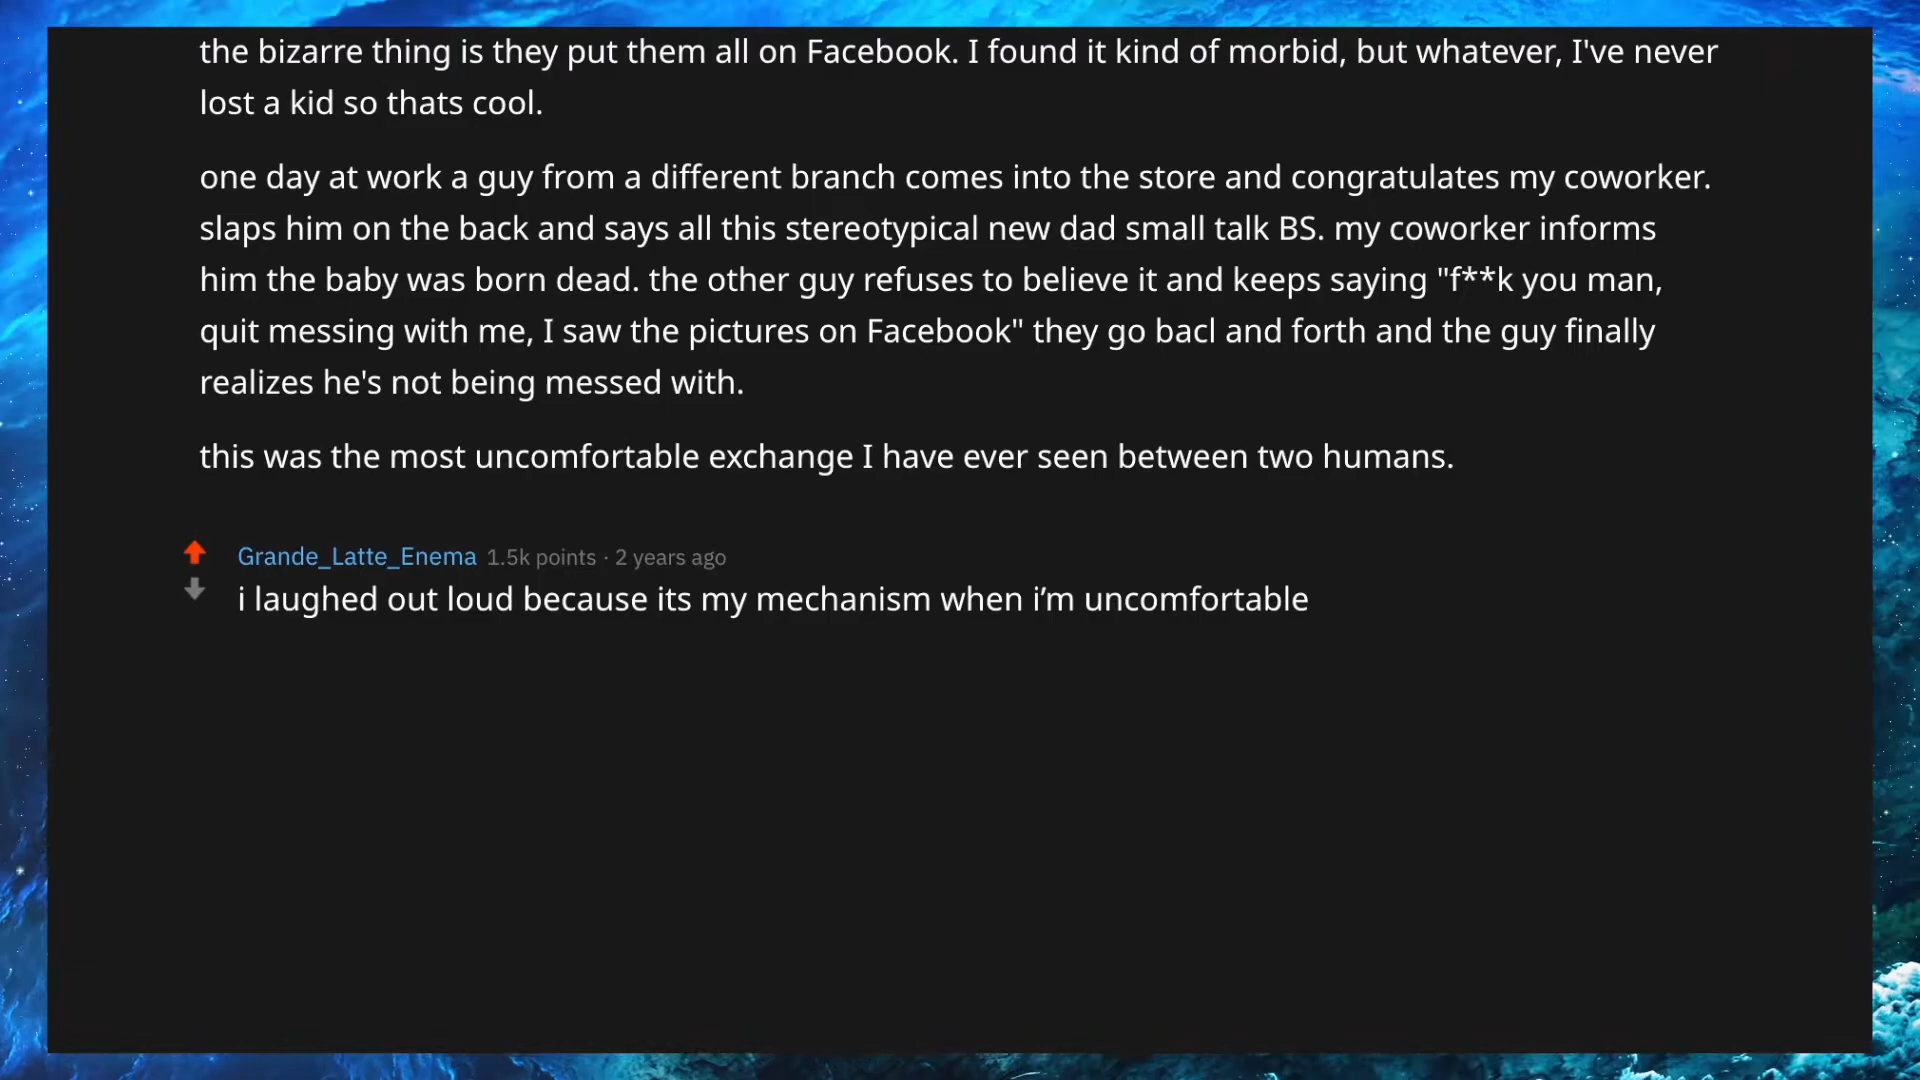 the bizarre thing is they put them all on Facebook. I found it kind of morbid, but whatever, I've never
lost a kid so thats cool.
one day at work a guy from a different branch comes into the store and congratulates my coworker.
slaps him on the back and says all this stereotypical new dad small talk BS. my coworker informs
him the baby was born dead. the other guy refuses to believe it and keeps saying "f**k you man,
quit messing with me, I saw the pictures on Facebook" they go bacl and forth and the guy finally
realizes he's not being messed with.
this was the most uncomfortable exchange I have ever seen between two humans.
Grande_Latte_Enema 1.5k points · 2 years ago
i laughed out loud because its my mechanism when i’m uncomfortable